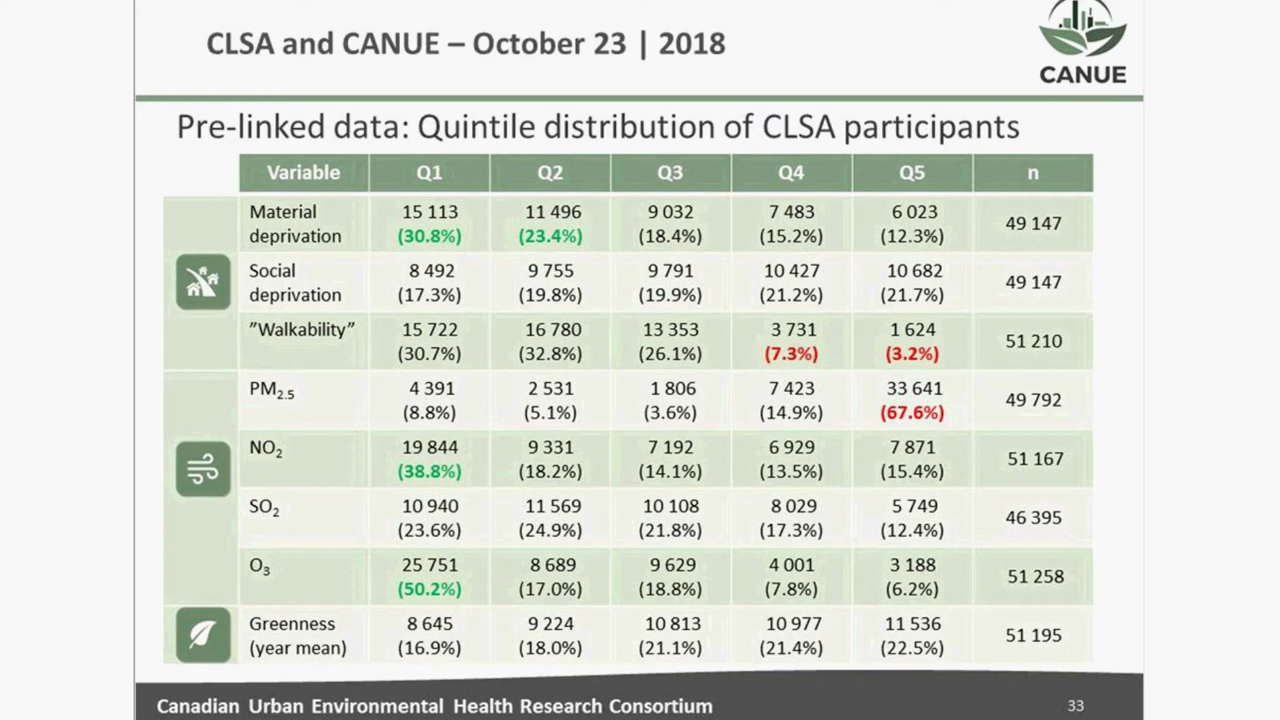 CLSA and CANUE – October 23 | 2018
CANUE
Pre-linked data: Quintile distribution of CLSA participants
Variable Q1 Q2 Q3 Q4 Q5 n
Material deprivation 15 113 (30.8%) 11 496 (23.4%) 9 032 (18.4%) 7 483 (15.2%) 6 023 (12.3%) 49 147
Social deprivation 8 492 (17.3%) 9 755 (19.8%) 9 791 (19.9%) 10 427 (21.2%) 10 682 (21.7%) 49 147
”Walkability” 15 722 (30.7%) 16 780 (32.8%) 13 353 (26.1%) 3 731 (7.3%) 1 624 (3.2%) 51 210
PM2.5 4 391 (8.8%) 2 531 (5.1%) 1 806 (3.6%) 7 423 (14.9%) 33 641 (67.6%) 49 792
NO2 19 844 (38.8%) 9 331 (18.2%) 7 192 (14.1%) 6 929 (13.5%) 7 871 (15.4%) 51 167
SO2 10 940 (23.6%) 11 569 (24.9%) 10 108 (21.8%) 8 029 (17.3%) 5 749 (12.4%) 46 395
O3 25 751 (50.2%) 8 689 (17.0%) 9 629 (18.8%) 4 001 (7.8%) 3 188 (6.2%) 51 258
Greenness (year mean) 8 645 (16.9%) 9 224 (18.0%) 10 813 (21.1%) 10 977 (21.4%) 11 536 (22.5%) 51 195
Canadian Urban Environmental Health Research Consortium
33